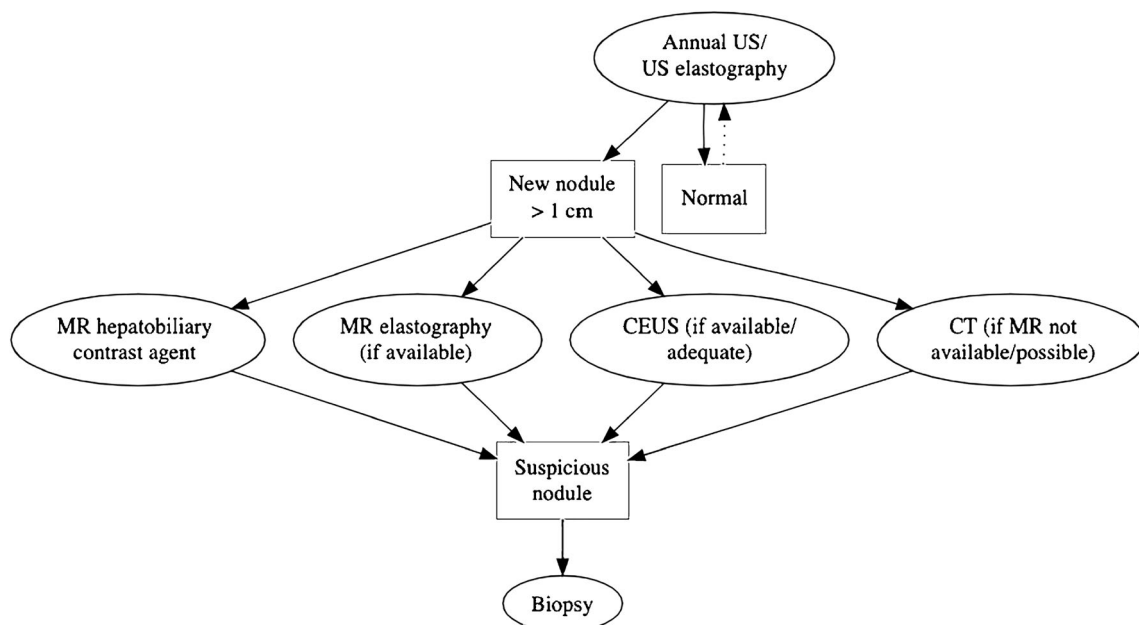 Annual US/
US elastography
New nodule
> 1 cm
Normal
MR hepatobiliary
contrast agent
MR elastography
(if available)
CEUS (if available/
adequate)
CT (if MR not
available/possible)
Suspicious
nodule
Biopsy